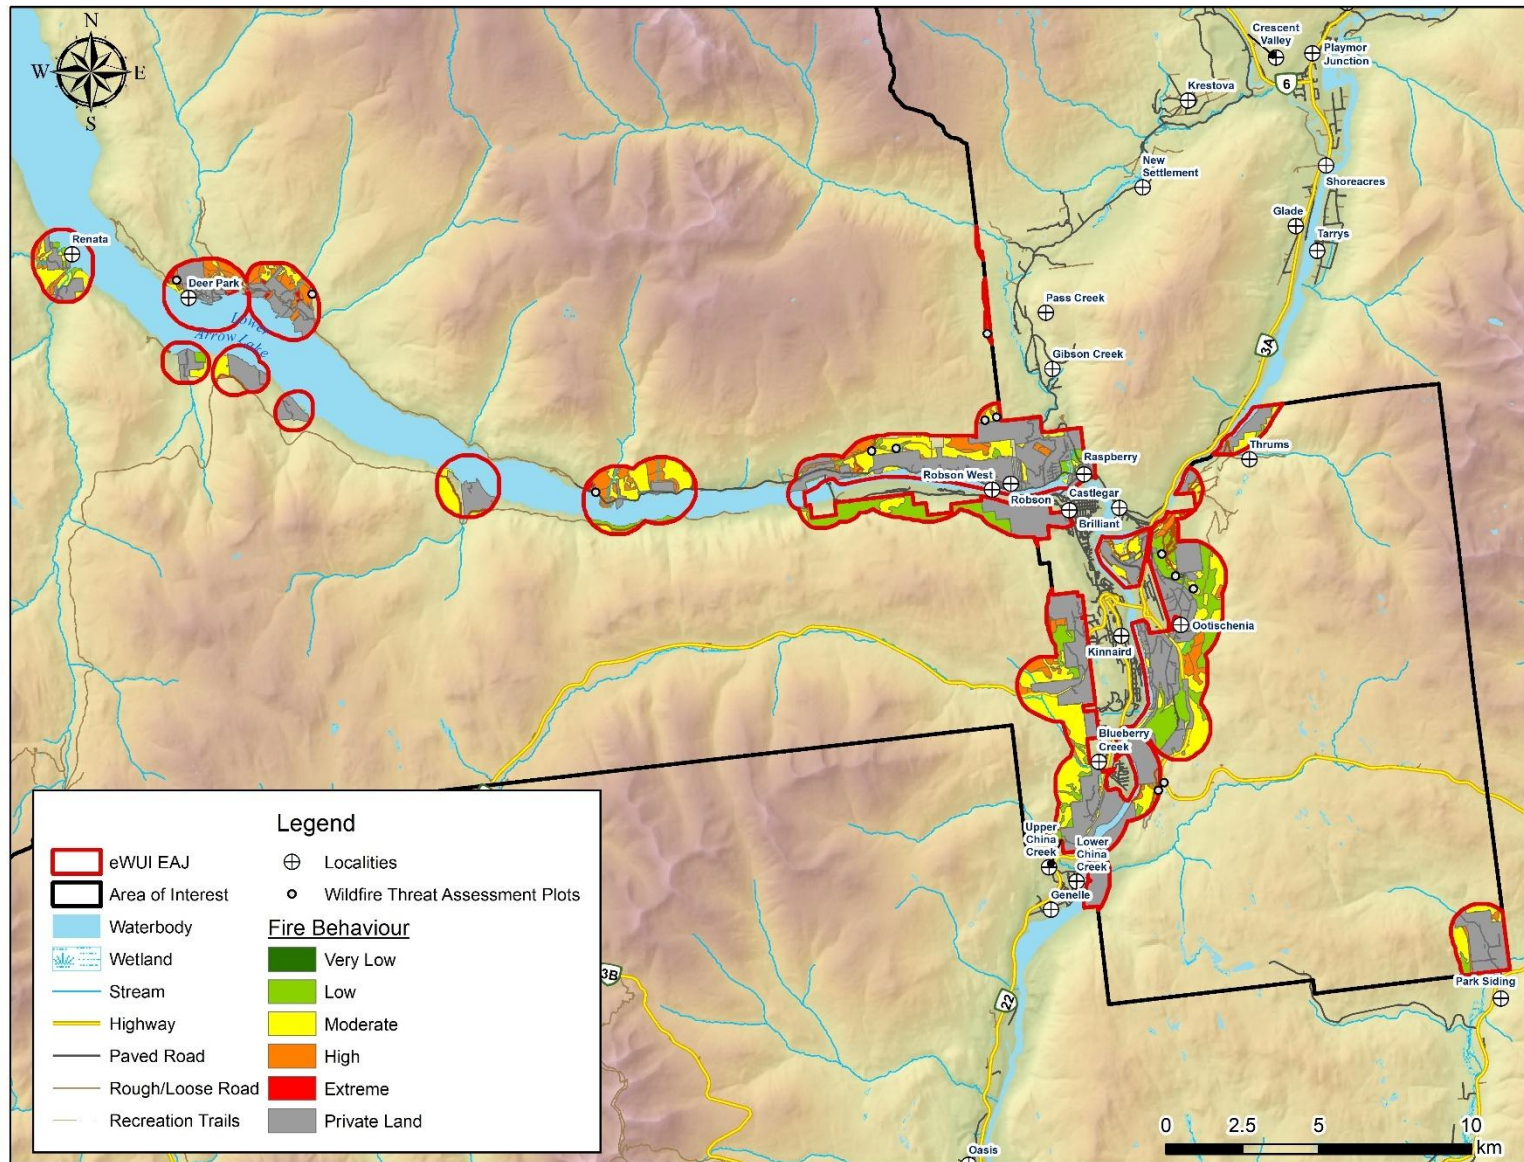 N
W
E
S
Crescent
Valley
Playmor
Junction
6
Krestova
New
Settlement
Shoreacres
Glade
Tarrys
Renata
Deer Park
Lower
Arrow Lake
Pass Creek
Gibson Creek
3A
Thrums
Raspberry
Robson West
Robson
Castlegar
Brilliant
Ootischenia
Kinnaird
Blueberry
Creek
Upper
China
Creek
Lower
China
Creek
Genelle
3B
22
Park Siding
Oasis
Legend
eWUI EAJ
Localities
Area of Interest
Wildfire Threat Assessment Plots
Waterbody
Fire Behaviour
Wetland
Very Low
Stream
Low
Highway
Moderate
Paved Road
High
Rough/Loose Road
Extreme
Recreation Trails
Private Land
0 2.5 5 10
km